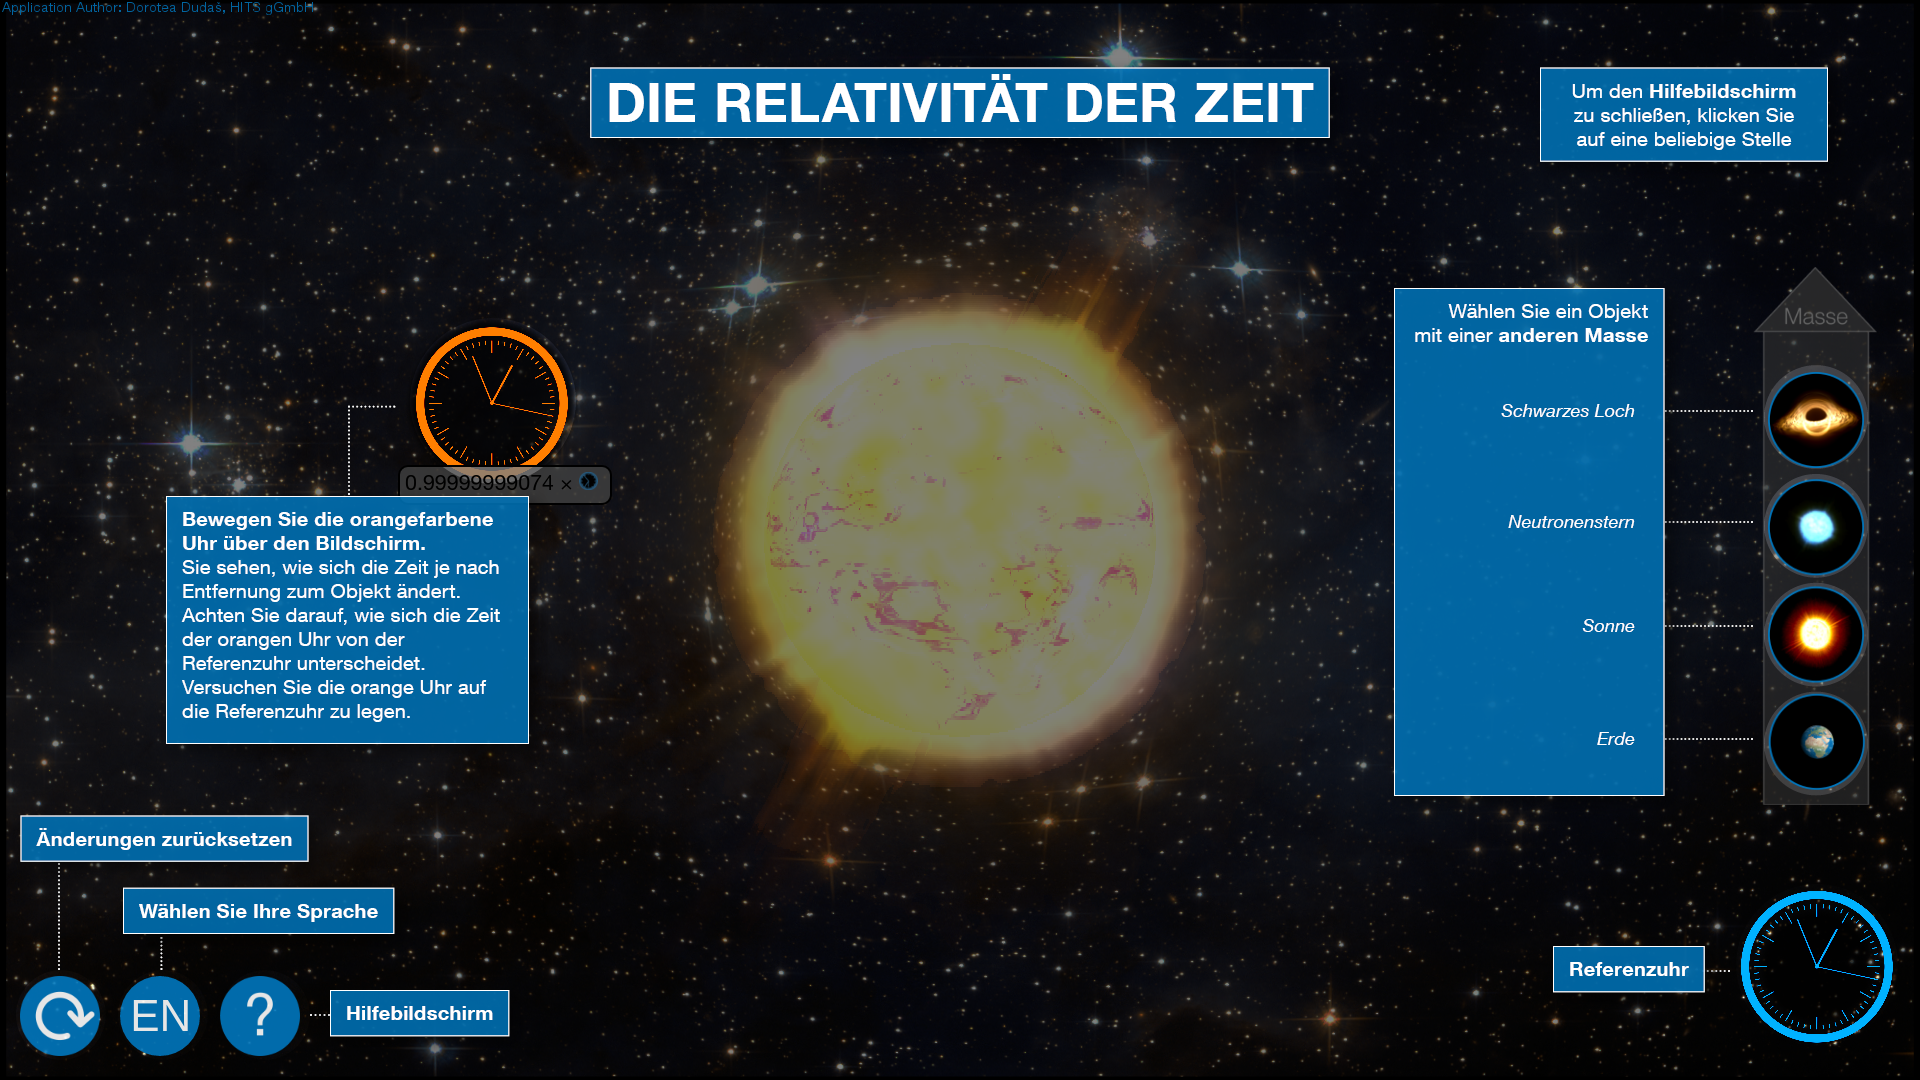 Application Author: Dorotea Dudaš, HITS gGmbH
DIE RELATIVITÄT DER ZEIT
Um den Hilfebildschirm
zu schließen, klicken Sie
auf eine beliebige Stelle
Wählen Sie ein Objekt
mit einer anderen Masse
Schwarzes Loch
Neutronenstern
Sonne
Erde
Masse
0.99999999074 ×
Bewegen Sie die orangefarbene
Uhr über den Bildschirm.
Sie sehen, wie sich die Zeit je nach
Entfernung zum Objekt ändert.
Achten Sie darauf, wie sich die Zeit
der orangen Uhr von der
Referenzuhr unterscheidet.
Versuchen Sie die orange Uhr auf
die Referenzuhr zu legen.
Änderungen zurücksetzen
Wählen Sie Ihre Sprache
EN
?
Hilfebildschirm
Referenzuhr